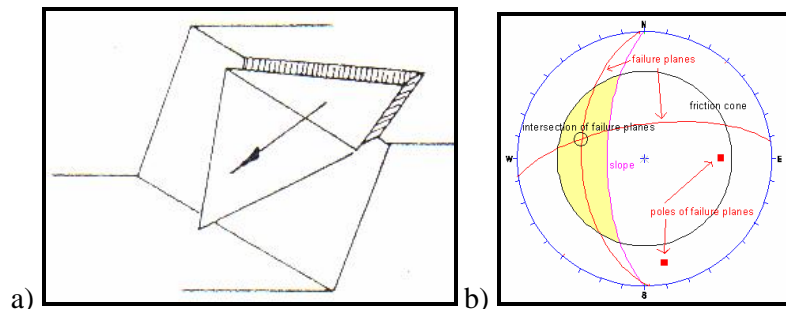 a)
b)
N
failure planes
friction cone
intersection of failure planes
W
slope
E
poles of failure planes
S